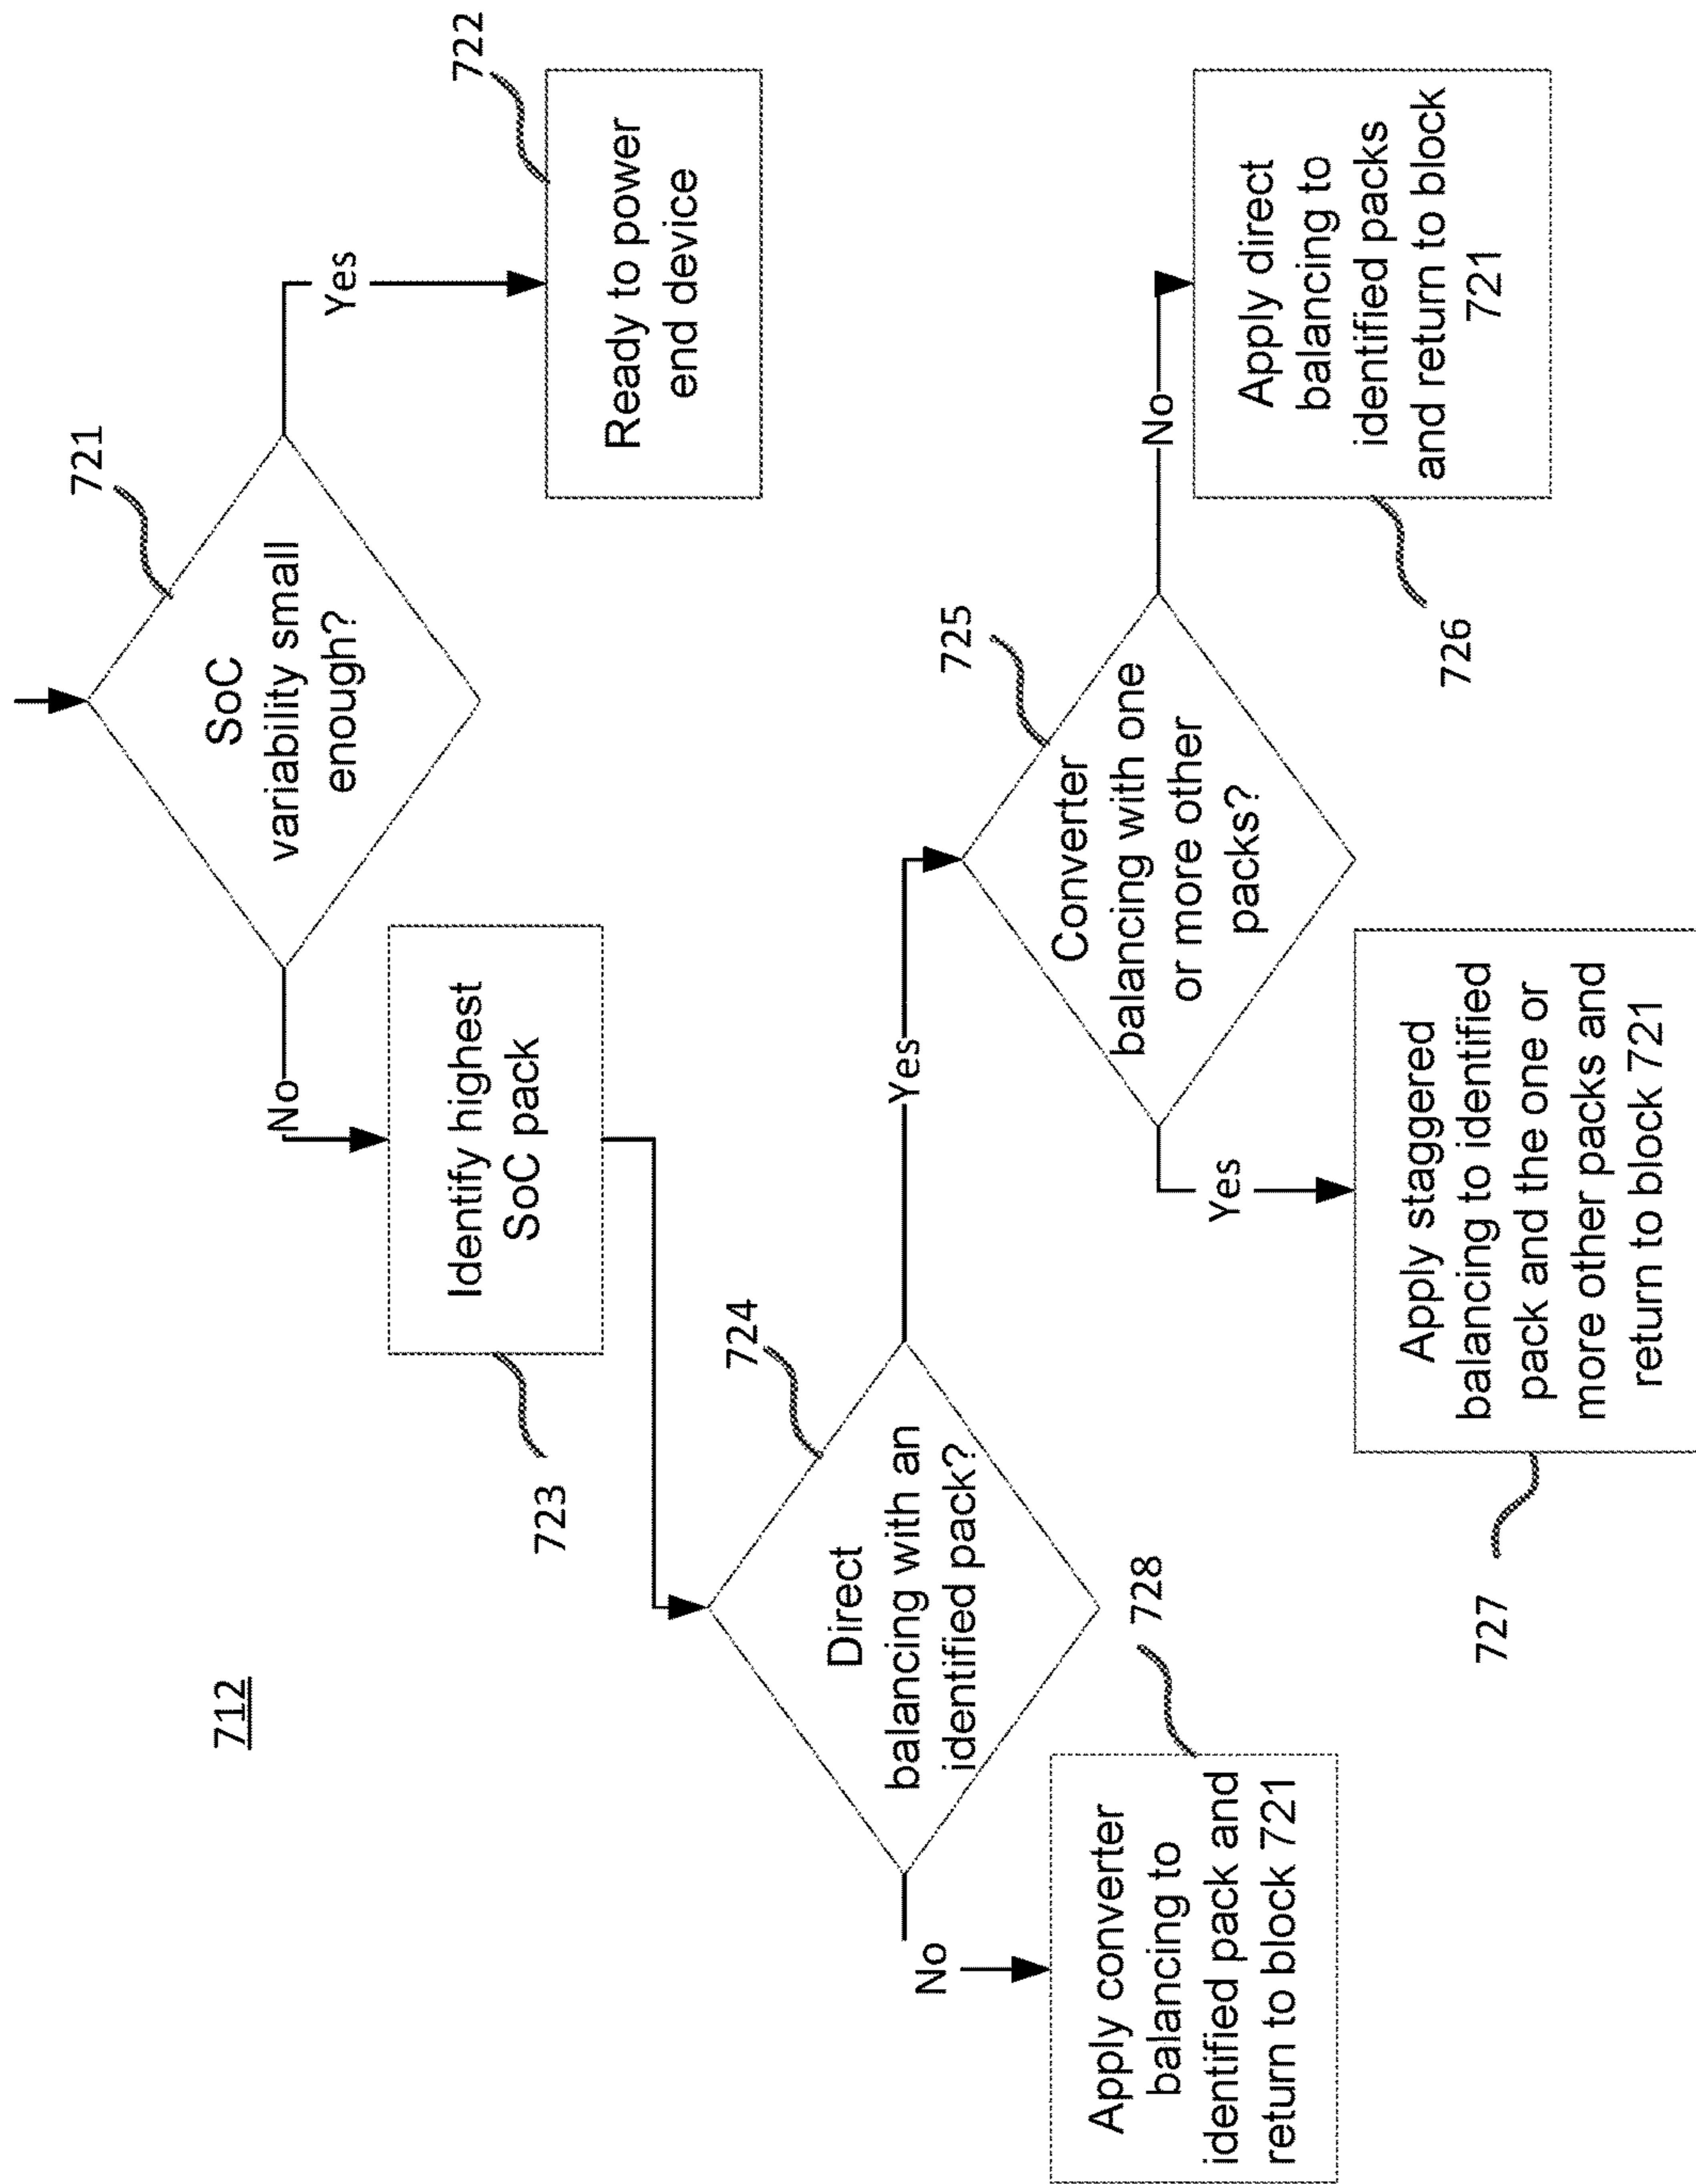 712
721
SoC
variability small
enough?
Yes
722
Ready to power
end device
No
Identify highest
SoC pack
723
724
Direct
balancing with an
identified pack?
Yes
725
Converter
balancing with one
or more other
packs?
No
Apply direct
balancing to
identified packs
and return to block
721
726
Yes
Apply staggered
balancing to identified
pack and the one or
more other packs and
return to block 721
727
No
728
Apply converter
balancing to
identified pack and
return to block 721